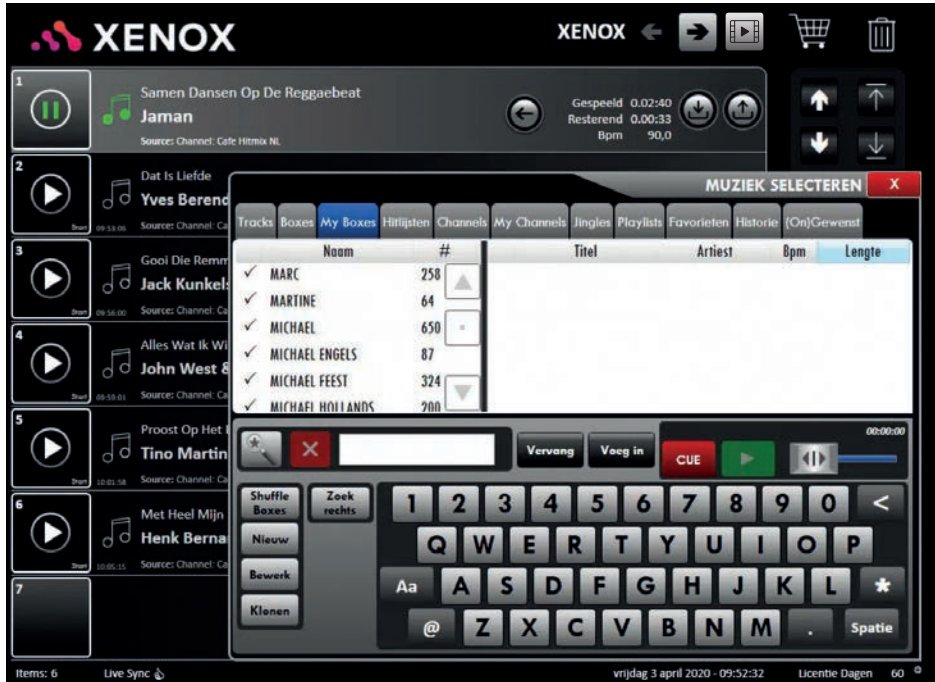 XENOX
XENOX
1
Samen Dansen Op De Reggaebeat
Jaman
Source: Channel: Cafe Hitmix NL
Gespeeld 0.02:40
Resterend 0.00:33
Bpm 90,0
2
Dat Is Liefde
Yves Berend
Start 09:53:05 Source: Channel: Ca
3
Gooi Die Remm
Jack Kunkels
Start 09:56:00 Source: Channel: Ca
4
Alles Wat Ik Wi
John West &
Start 09:59:01 Source: Channel: Ca
5
Proost Op Het
Tino Martin
Start 10:01:58 Source: Channel: Ca
6
Met Heel Mijn
Henk Berna
Start 10:05:15 Source: Channel: Ca
7
MUZIEK SELECTEREN X
Tracks Boxes My Boxes Hitlijsten Channels My Channels Jingles Playlists Favorieten Historie (On)Gewenst
Naam # Titel Artiest Bpm Lengte
MARC 258
MARTINE 64
MICHAEL 650
MICHAEL ENGELS 87
MICHAEL FEEST 324
MICHAEL HOLLANDS 200
Vervang Voeg in CUE 00:00:00
Shuffle Boxes
Zoek rechts
Nieuw
Bewerk
Klonen
1 2 3 4 5 6 7 8 9 0 <
Q W E R T Y U I O P
Aa A S D F G H J K L *
@ Z X C V B N M . Spatie
Items: 6 Live Sync vrijdag 3 april 2020 - 09:52:32 Licentie Dagen 60